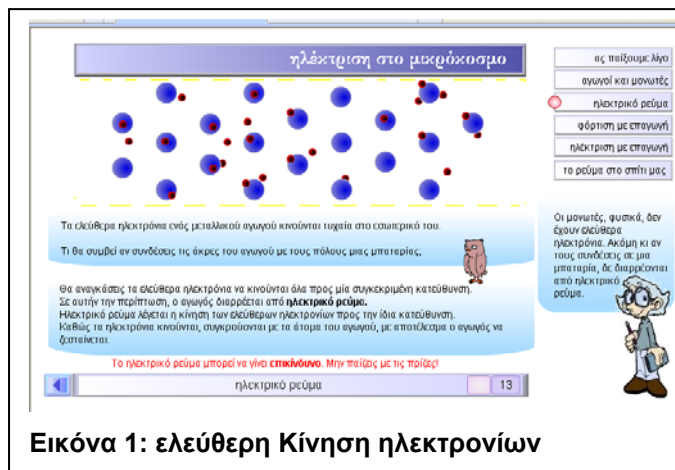 ηλέκτριση στο μικρόκοσμο
Τα ελεύθερα ηλεκτρόνια ενός μεταλλικού αγωγού κινούνται τυχαία στο εσωτερικό του.
Τι θα συμβεί αν συνδέσεις τις άκρες του αγωγού με τους πόλους μιας μπαταρίας;
Θα αναγκάσεις τα ελεύθερα ηλεκτρόνια να κινούνται όλα προς μία συγκεκριμένη κατεύθυνση.
Σε αυτήν την περίπτωση, ο αγωγός διαρρέεται από ηλεκτρικό ρεύμα.
Ηλεκτρικό ρεύμα λέγεται η κίνηση των ελεύθερων ηλεκτρονίων προς την ίδια κατεύθυνση.
Καθώς τα ηλεκτρόνια κινούνται, συγκρούονται με τα άτομα του αγωγού, με αποτέλεσμα ο αγωγός να
ζεσταίνεται.
Το ηλεκτρικό ρεύμα μπορεί να γίνει επικίνδυνο. Μην παίζεις με τις πρίζες!
ηλεκτρικό ρεύμα
13
ας παίξουμε λίγο
αγωγοί και μονωτές
ηλεκτρικό ρεύμα
φόρτιση με επαγωγή
ηλέκτριση με επαγωγή
το ρεύμα στο σπίτι μας
Οι μονωτές, φυσικά, δεν
έχουν ελεύθερα
ηλεκτρόνια. Ακόμη κι αν
τους συνδέσεις σε μια
μπαταρία, δε διαρρέονται
από ηλεκτρικό
ρεύμα.
Εικόνα 1: ελεύθερη Κίνηση ηλεκτρονίων